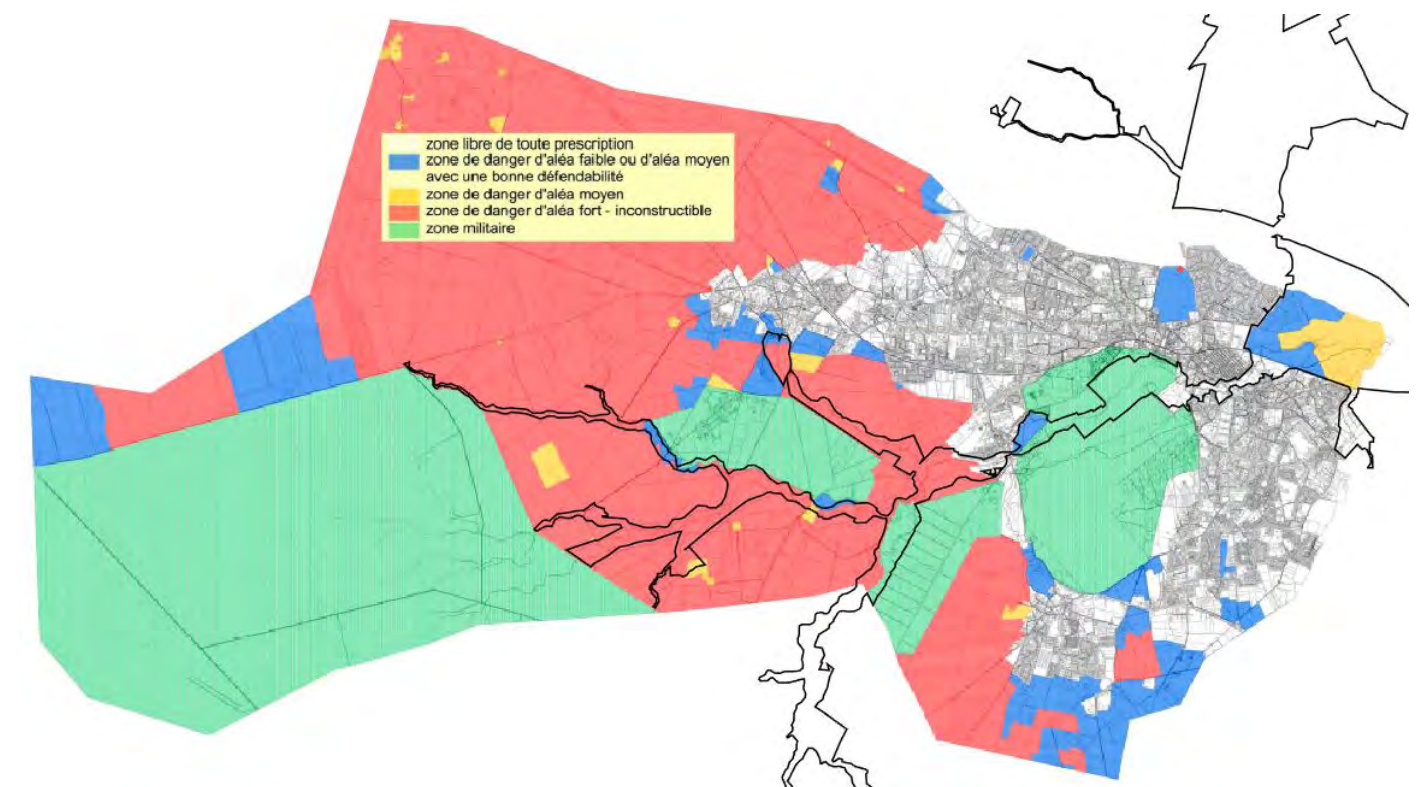 zone libre de toute prescription
zone de danger d'aléa faible ou d'aléa moyen
avec une bonne défendabilité
zone de danger d'aléa moyen
zone de danger d'aléa fort - inconstructible
zone militaire